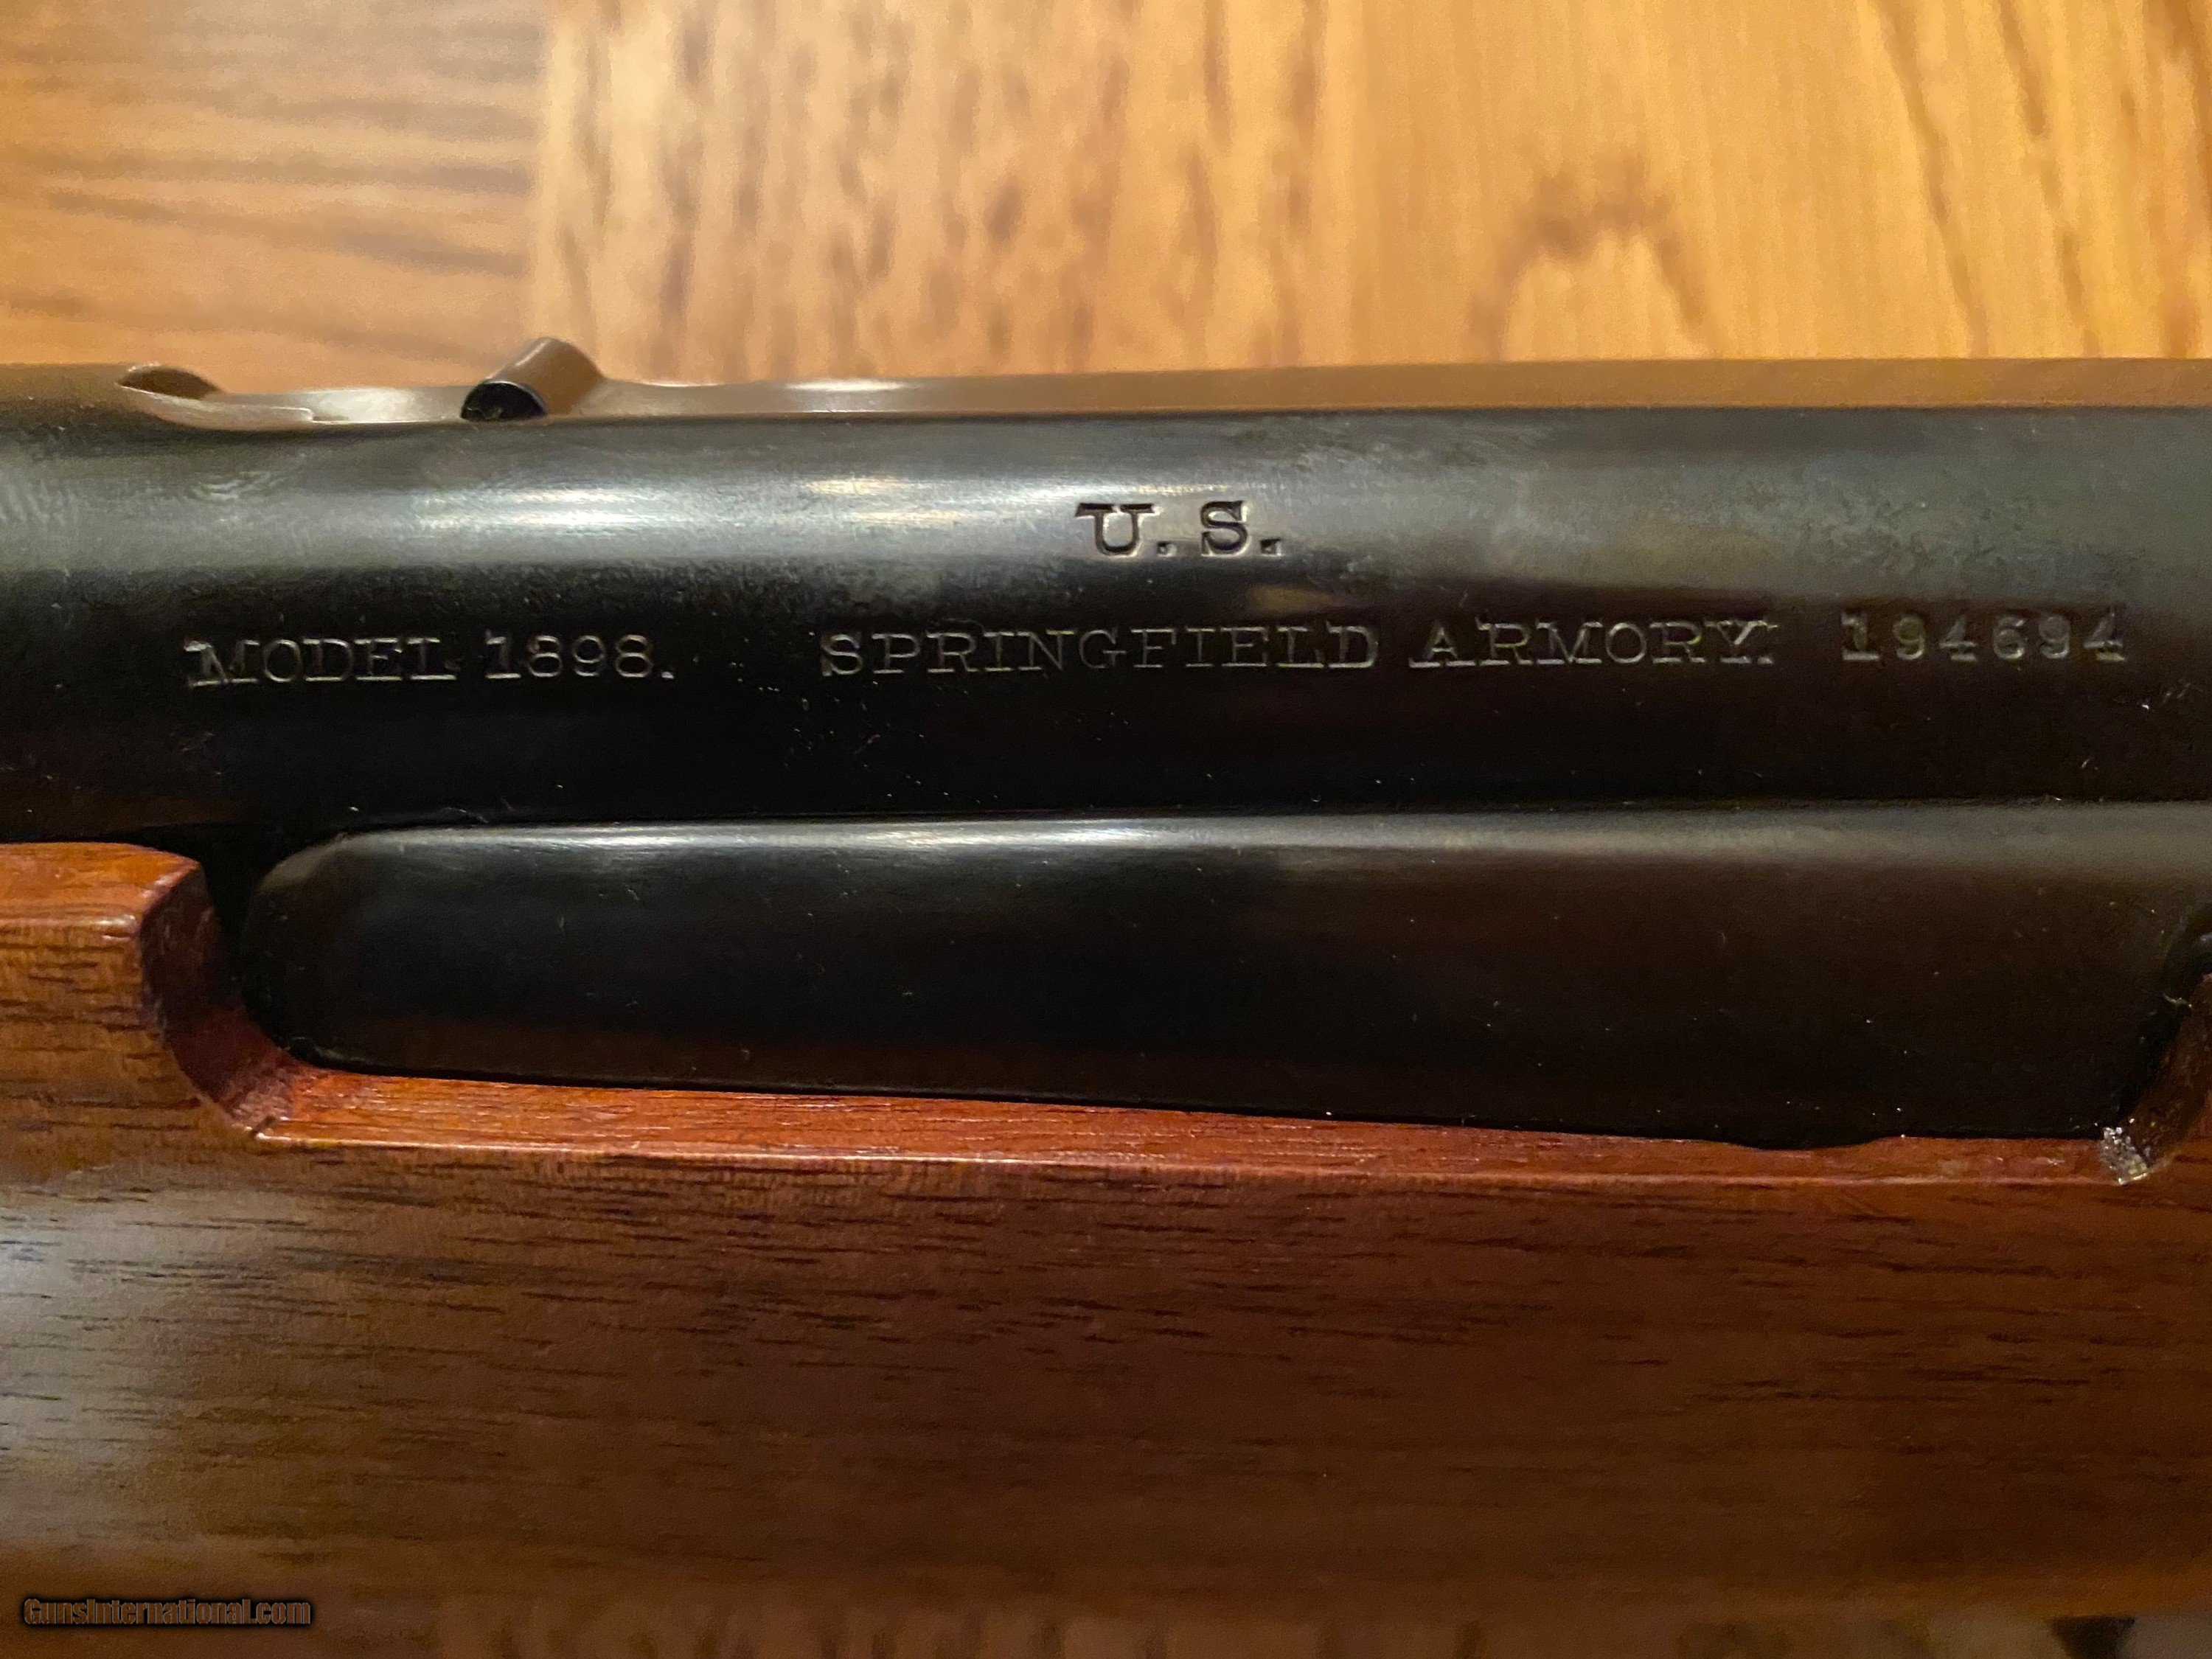 U.S.
MODEL 1898. SPRINGFIELD ARMORY. 194694
GunsInternational.com